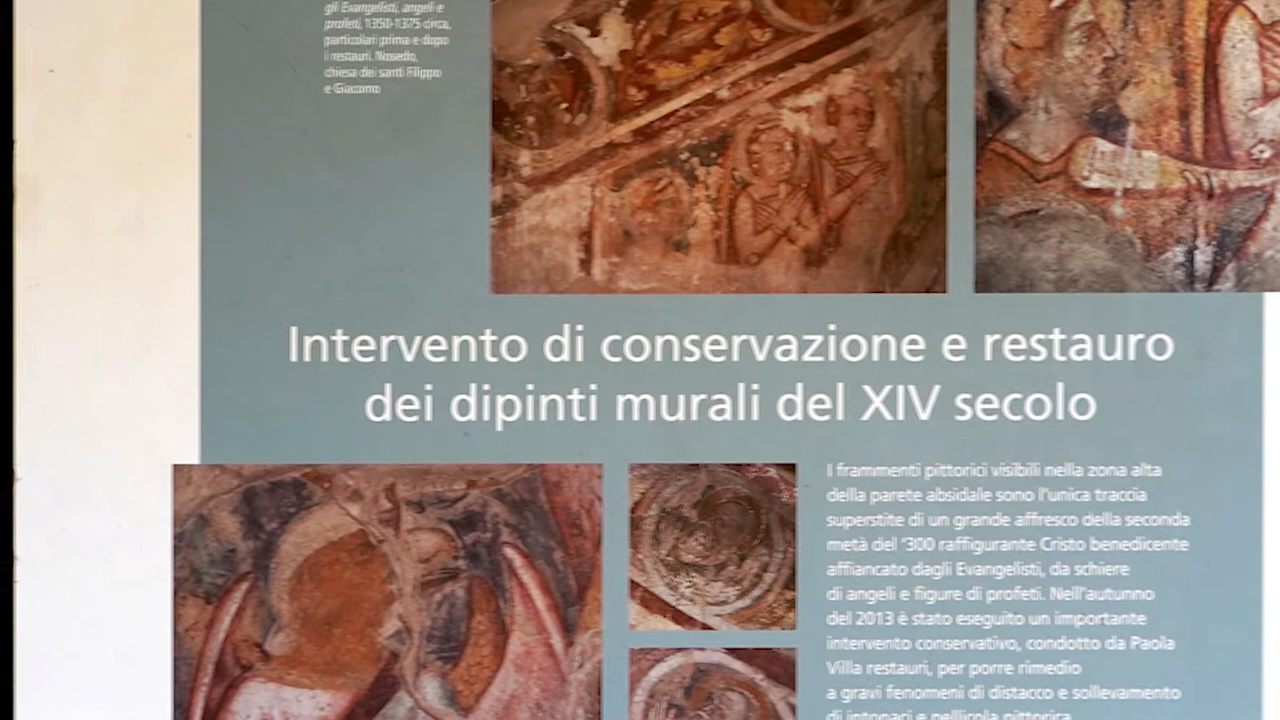 gli Evangelisti, angeli e
profeti, 1350-1375 circa,
particolari prima e dopo
i restauri. Nosedo,
chiesa dei santi Filippo
e Giacomo
Intervento di conservazione e restauro
dei dipinti murali del XIV secolo
I frammenti pittorici visibili nella zona alta
della parete absidale sono l'unica traccia
superstite di un grande affresco della seconda
metà del '300 raffigurante Cristo benedicente
affiancato dagli Evangelisti, da schiere
di angeli e figure di profeti. Nell'autunno
del 2013 è stato eseguito un importante
intervento conservativo, condotto da Paola
Villa restauri, per porre rimedio
a gravi fenomeni di distacco e sollevamento
di intonaci e pellicola pittorica